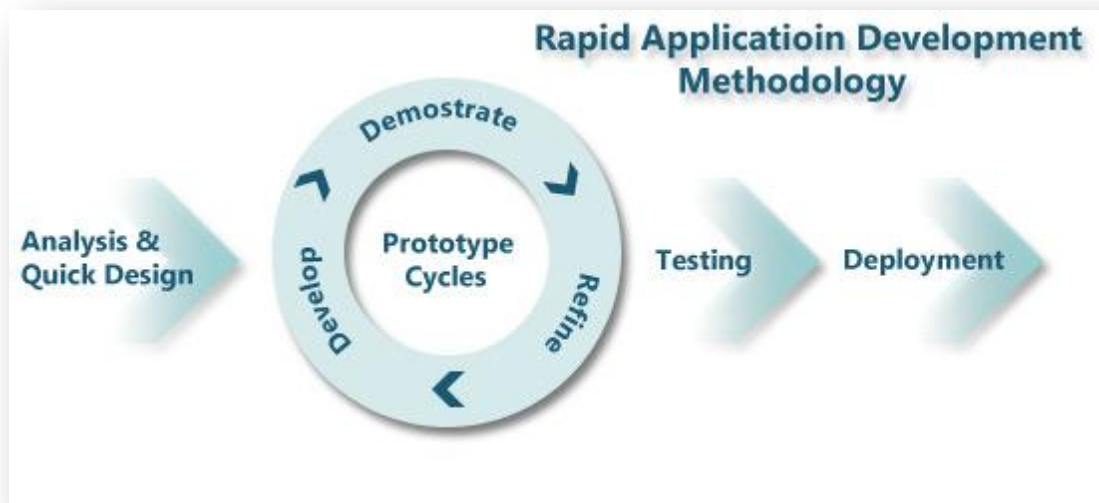 Rapid Applicatioin Development
Methodology
Demostrate
Analysis &
Quick Design
Develop
Prototype
Cycles
Refine
Testing
Deployment